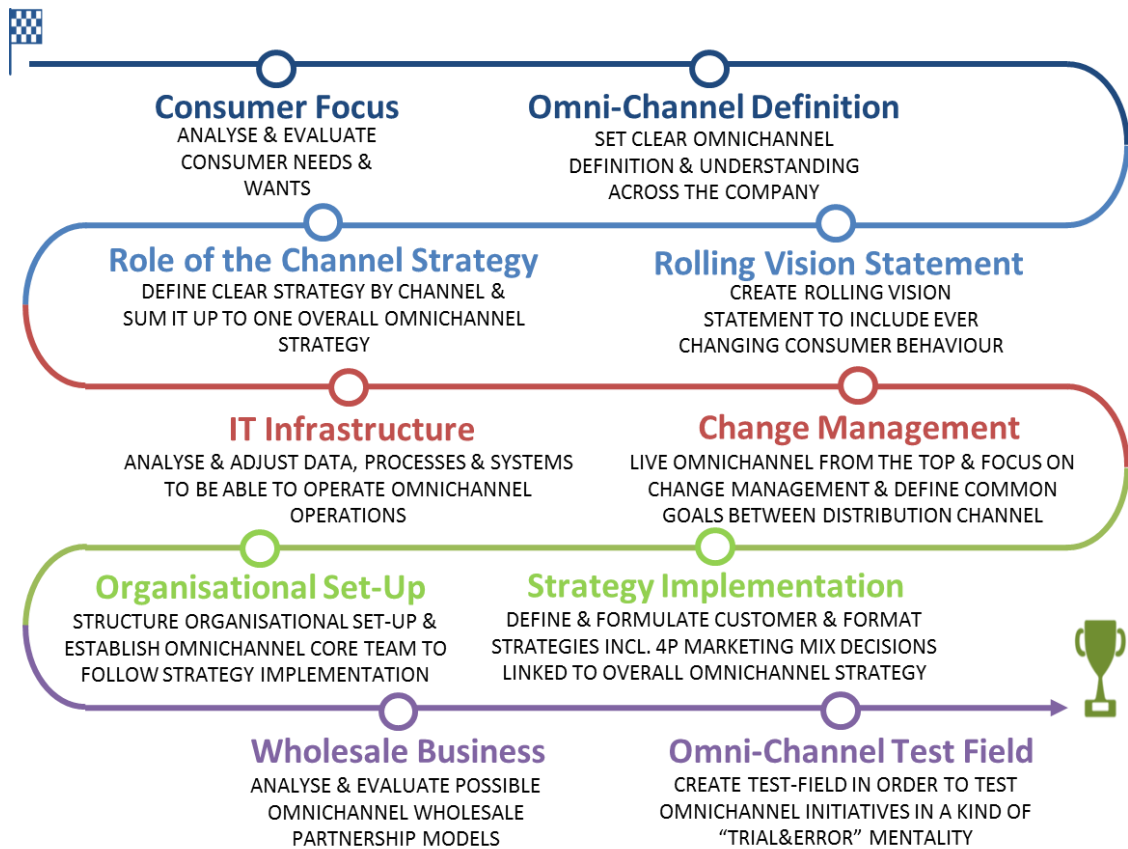 Consumer Focus
ANALYSE & EVALUATE
CONSUMER NEEDS &
WANTS
Omni-Channel Definition
SET CLEAR OMNICHANNEL
DEFINITION & UNDERSTANDING
ACROSS THE COMPANY
Role of the Channel Strategy
DEFINE CLEAR STRATEGY BY CHANNEL &
SUM IT UP TO ONE OVERALL OMNICHANNEL
STRATEGY
Rolling Vision Statement
CREATE ROLLING VISION
STATEMENT TO INCLUDE EVER
CHANGING CONSUMER BEHAVIOUR
IT Infrastructure
ANALYSE & ADJUST DATA, PROCESSES & SYSTEMS
TO BE ABLE TO OPERATE OMNICHANNEL
OPERATIONS
Change Management
LIVE OMNICHANNEL FROM THE TOP & FOCUS ON
CHANGE MANAGEMENT & DEFINE COMMON
GOALS BETWEEN DISTRIBUTION CHANNEL
Organisational Set-Up
STRUCTURE ORGANISATIONAL SET-UP &
ESTABLISH OMNICHANNEL CORE TEAM TO
FOLLOW STRATEGY IMPLEMENTATION
Strategy Implementation
DEFINE & FORMULATE CUSTOMER & FORMAT
STRATEGIES INCL. 4P MARKETING MIX DECISIONS
LINKED TO OVERALL OMNICHANNEL STRATEGY
Wholesale Business
ANALYSE & EVALUATE POSSIBLE
OMNICHANNEL WHOLESALE
PARTNERSHIP MODELS
Omni-Channel Test Field
CREATE TEST-FIELD IN ORDER TO TEST
OMNICHANNEL INITIATIVES IN A KIND OF
“TRIAL&ERROR” MENTALITY